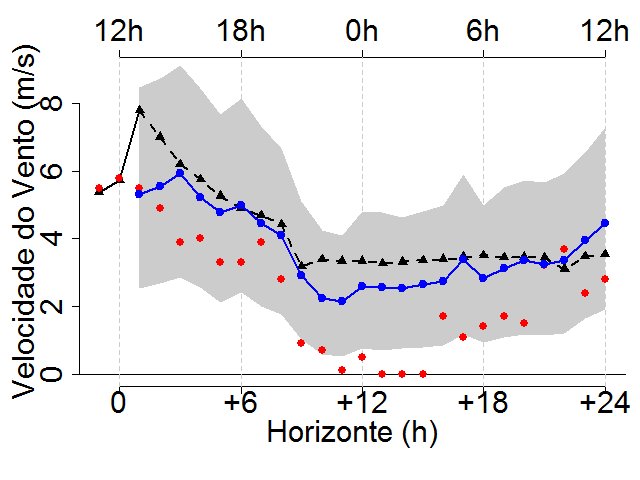 12h 18h 0h 6h 12h
Velocidade do Vento (m/s)
8
6
4
2
0
0 +6 +12 +18 +24
Horizonte (h)